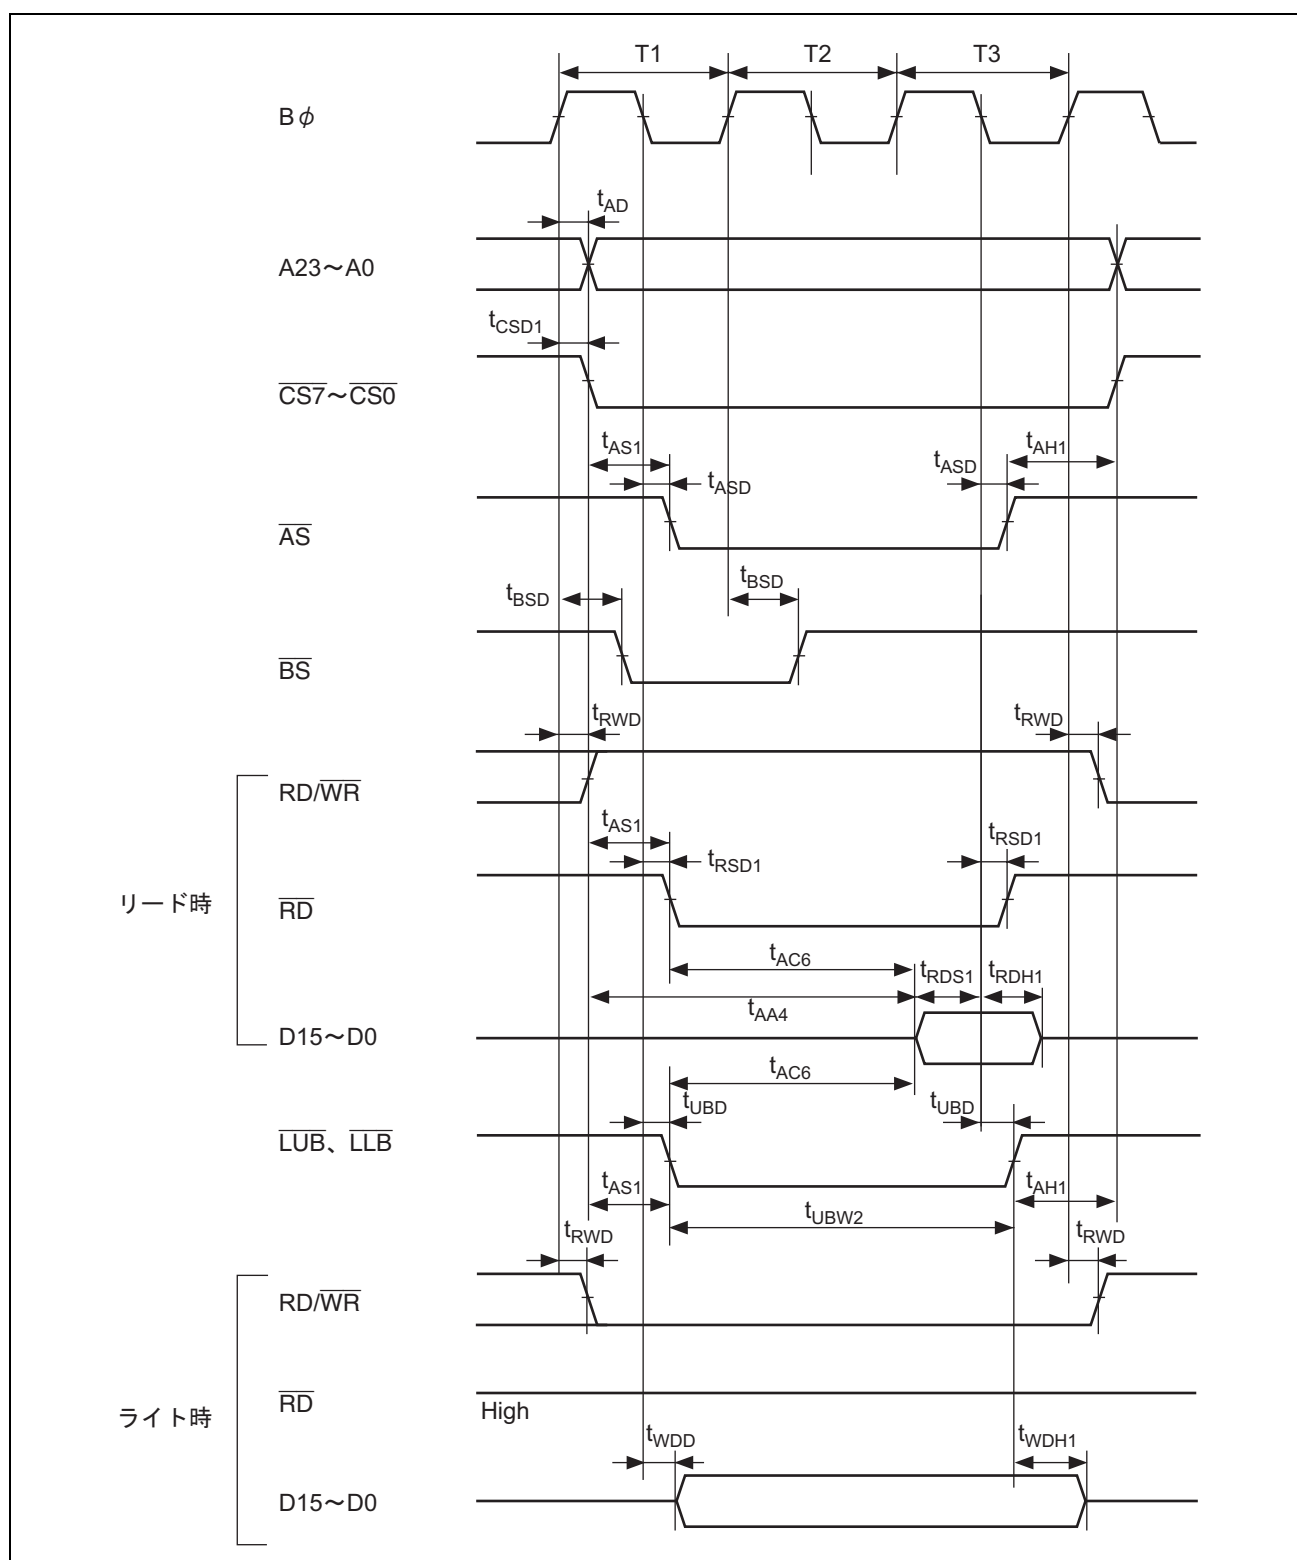 T1 T2 T3
Bφ
tAD
A23～A0
tCSD1
CS7～CS0
tAS1 tASD tAH1
tASD
AS
tBSD tBSD
BS
tRWD tRWD
RD/WR
tAS1 tRSD1
tRSD1
リード時
RD
tAC6 tRDS1 tRDH1
tAA4
D15～D0
tAC6
tUBD tUBD
LUB、LLB
tAS1 tAH1
tUBW2
tRWD tRWD
RD/WR
RD
ライト時
High
tWDD tWDH1
D15～D0